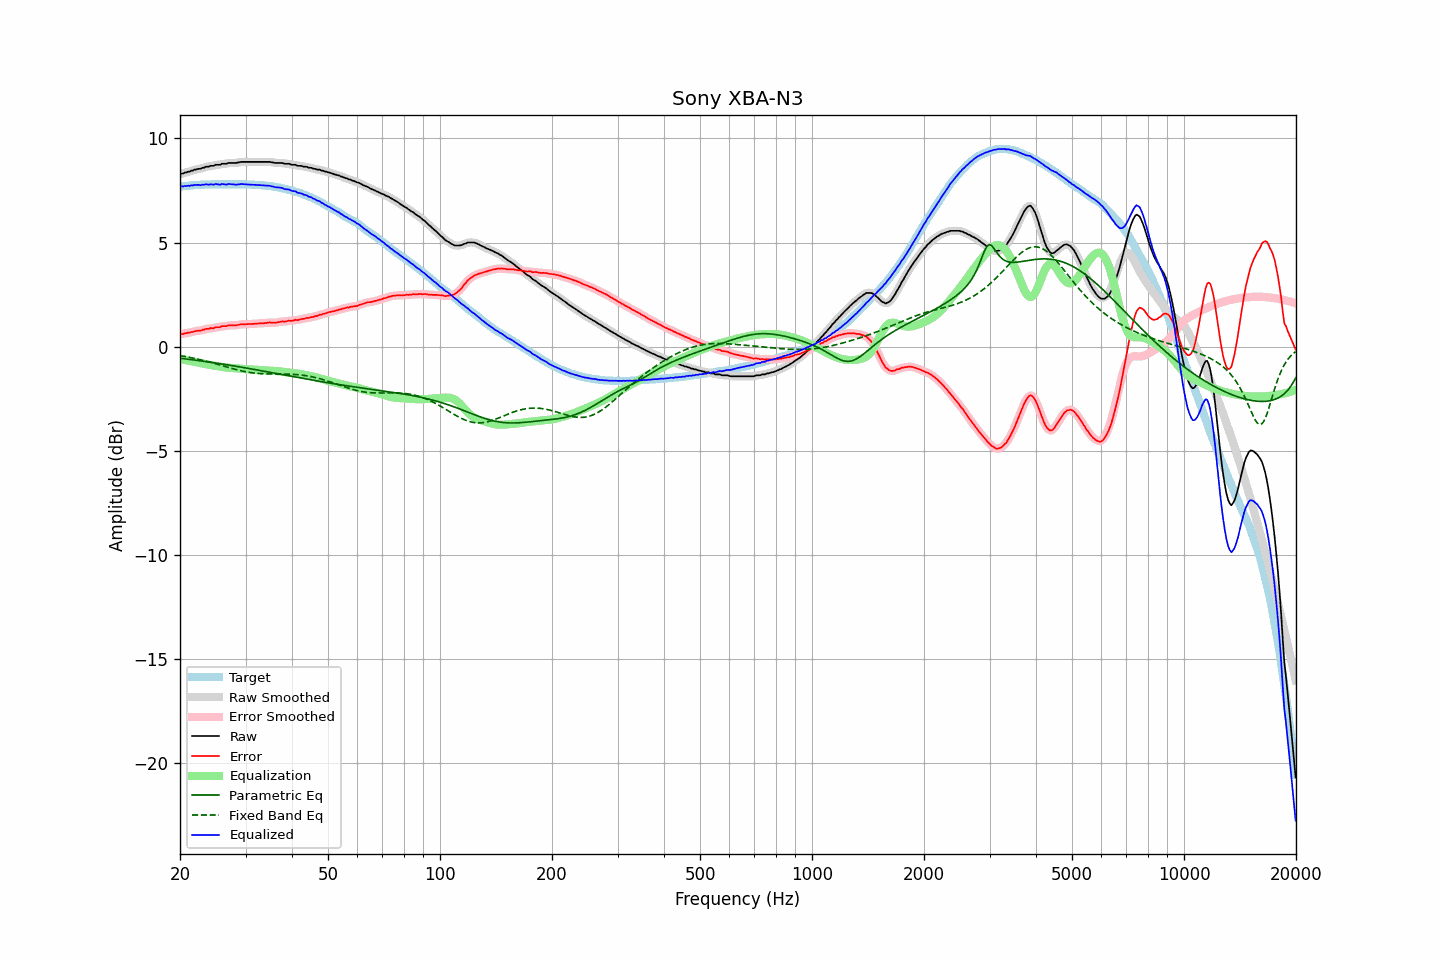 Sony XBA-N3
Amplitude (dBr)
10
5
0
−5
−10
−15
−20
Target
Raw Smoothed
Error Smoothed
Raw
Error
Equalization
Parametric Eq
Fixed Band Eq
Equalized
20 50 100 200 500 1000 2000 5000 10000 20000
Frequency (Hz)